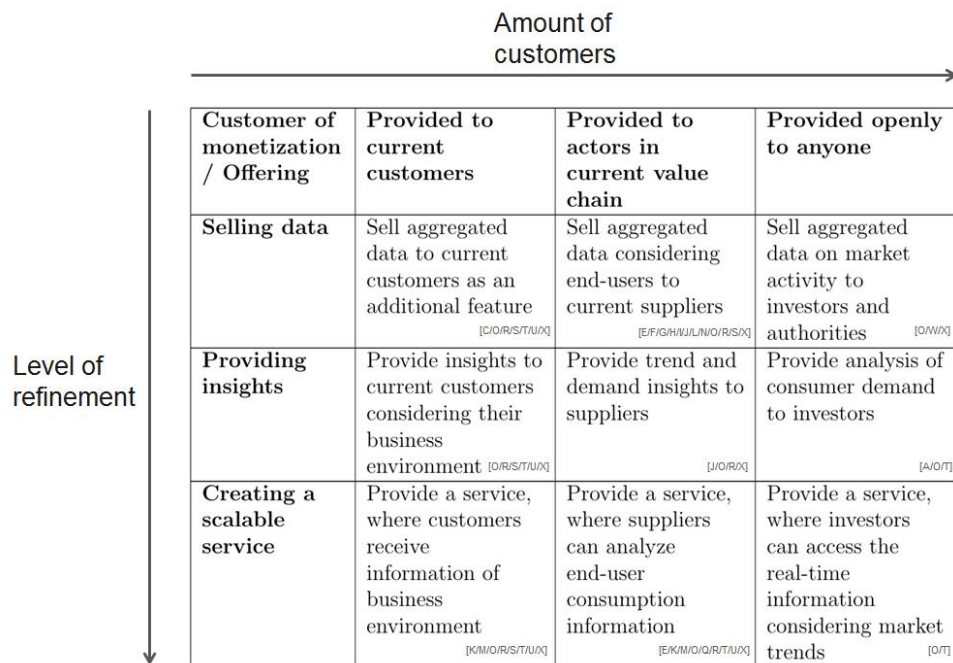 Amount of
customers
Level of
refinement
Customer of
monetization
/ Offering
Provided to
current
customers
Provided to
actors in
current value
chain
Provided openly
to anyone
Selling data
Sell aggregated
data to current
customers as an
additional feature
[C/O/R/S/T/U/X]
Sell aggregated
data considering
end-users to
current suppliers
[E/F/G/H/I/J/L/N/O/R/S/X]
Sell aggregated
data on market
activity to
investors and
authorities [O/W/X]
Providing
insights
Provide insights to
current customers
considering their
business
environment [O/R/S/T/U/X]
Provide trend and
demand insights to
suppliers
[J/O/R/X]
Provide analysis of
consumer demand
to investors
[A/O/T]
Creating a
scalable
service
Provide a service,
where customers
receive
information of
business
environment
[K/M/O/R/S/T/U/X]
Provide a service,
where suppliers
can analyze
end-user
consumption
information
[E/K/M/O/Q/R/T/U/X]
Provide a service,
where investors
can access the
real-time
information
considering market
trends [O/T]